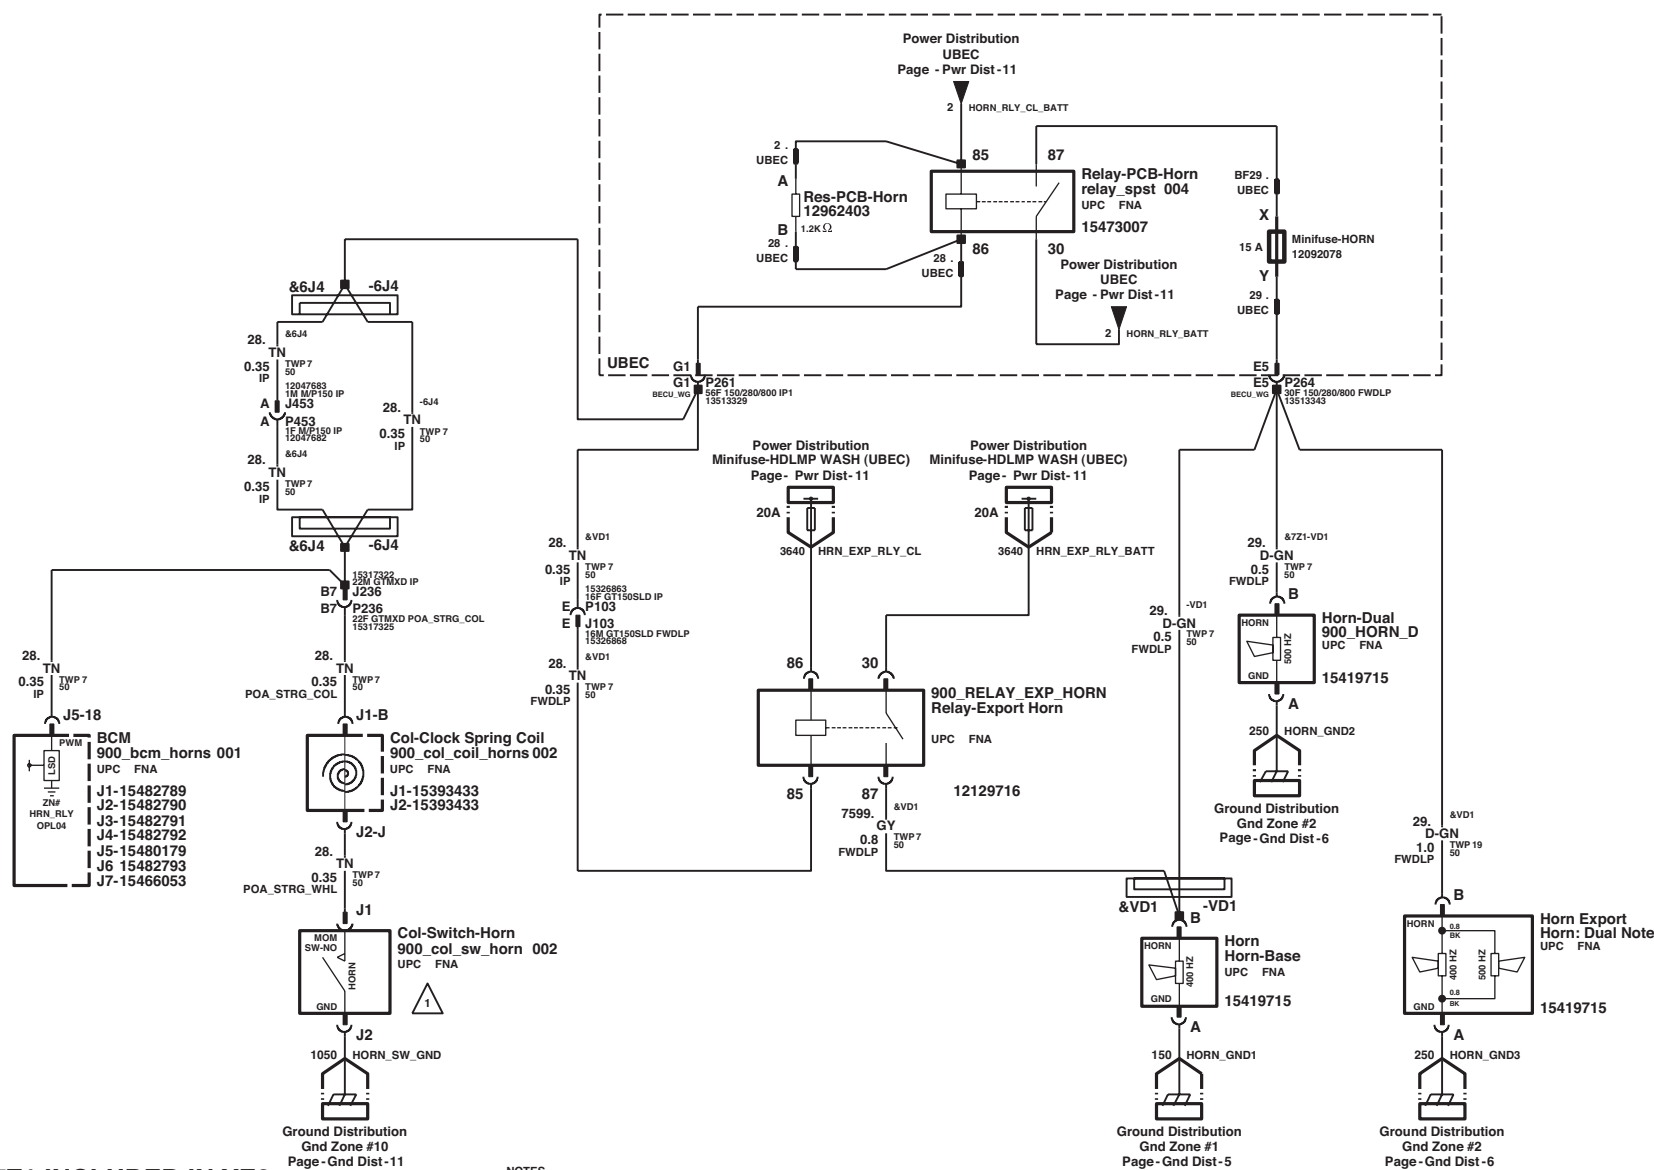 Power Distribution
UBEC
Page - Pwr Dist-11
2 HORN_RLY_CL_BATT
2 .
UBEC
A
Res-PCB-Horn
12962403
B
1.2K Ω
28 .
UBEC
85
87
Relay-PCB-Horn
relay_spst 004
UPC FNA
15473007
86
30
28 .
UBEC
Power Distribution
UBEC
Page - Pwr Dist-11
2 HORN_RLY_BATT
BF29 .
UBEC
X
15 A
Minifuse-HORN
12092078
Y
29 .
UBEC
UBEC
G1
G1
P261
BECU_WG
56F 150/280/800 IP1
13513329
E5
E5
P264
BECU_WG
30F 150/280/800 FWDLP
13513343
&6J4
-6J4
28.
TN
&6J4
0.35
IP
TWP 7
50
12047683
1M M/P150 IP
A J453
A P453
1F M/P150 IP
12047682
28.
TN
&6J4
0.35
IP
TWP 7
50
28.
TN
-6J4
0.35
IP
TWP 7
50
&6J4
-6J4
15317322
22M GTMXD IP
B7 J236
B7 P236
22F GTMXD POA_STRG_COL
15317325
28.
TN
0.35
IP
TWP 7
50
28.
TN
0.35
POA_STRG_COL
TWP 7
50
J5-18
BCM
900_bcm_horns 001
UPC FNA
J1-15482789
J2-15482790
J3-15482791
J4-15482792
J5-15480179
J6 15482793
J7-15466053
PWM
LSD
ZN#
HRN_RLY
OPL04
J1-B
Col-Clock Spring Coil
900_col_coil_horns 002
UPC FNA
J1-15393433
J2-15393433
J2-J
28.
TN
0.35
POA_STRG_WHL
TWP7
50
J1
Col-Switch-Horn
900_col_sw_horn 002
UPC FNA
MOM
SW-NO
HORN
GND
1
J2
1050 HORN_SW_GND
Ground Distribution
Gnd Zone #10
Page-Gnd Dist-11
Power Distribution
Minifuse-HDLMP WASH (UBEC)
Page- Pwr Dist-11
20A
3640 HRN_EXP_RLY_CL
Power Distribution
Minifuse-HDLMP WASH (UBEC)
Page- Pwr Dist-11
20A
3640 HRN_EXP_RLY_BATT
28.
TN
&VD1
0.35
IP
TWP 7
50
15326863
16F GT150SLD IP
E P103
E J103
16M GT150SLD FWDLP
15326868
28.
TN
&VD1
0.35
FWDLP
TWP 7
50
86
30
900_RELAY_EXP_HORN
Relay-Export Horn
UPC FNA
12129716
85
87
7599.
GY
&VD1
0.8
FWDLP
TWP 7
50
29.
D-GN
-VD1
0.5
FWDLP
TWP 7
50
29.
D-GN
&7Z1-VD1
0.5
FWDLP
TWP 7
50
B
Horn-Dual
900_HORN_D
UPC FNA
15419715
HORN
500 HZ
GND
A
250 HORN_GND2
Ground Distribution
Gnd Zone #2
Page-Gnd Dist-6
29.
D-GN
&VD1
1.0
FWDLP
TWP 19
50
&VD1
-VD1
B
Horn
Horn-Base
UPC FNA
15419715
HORN
400 HZ
GND
A
150 HORN_GND1
Ground Distribution
Gnd Zone #1
Page-Gnd Dist-5
B
Horn Export
Horn: Dual Note
UPC FNA
15419715
HORN
0.8
BK
400 HZ
500 HZ
0.8
BK
GND
A
250 HORN_GND3
Ground Distribution
Gnd Zone #2
Page-Gnd Dist-6
NOTES